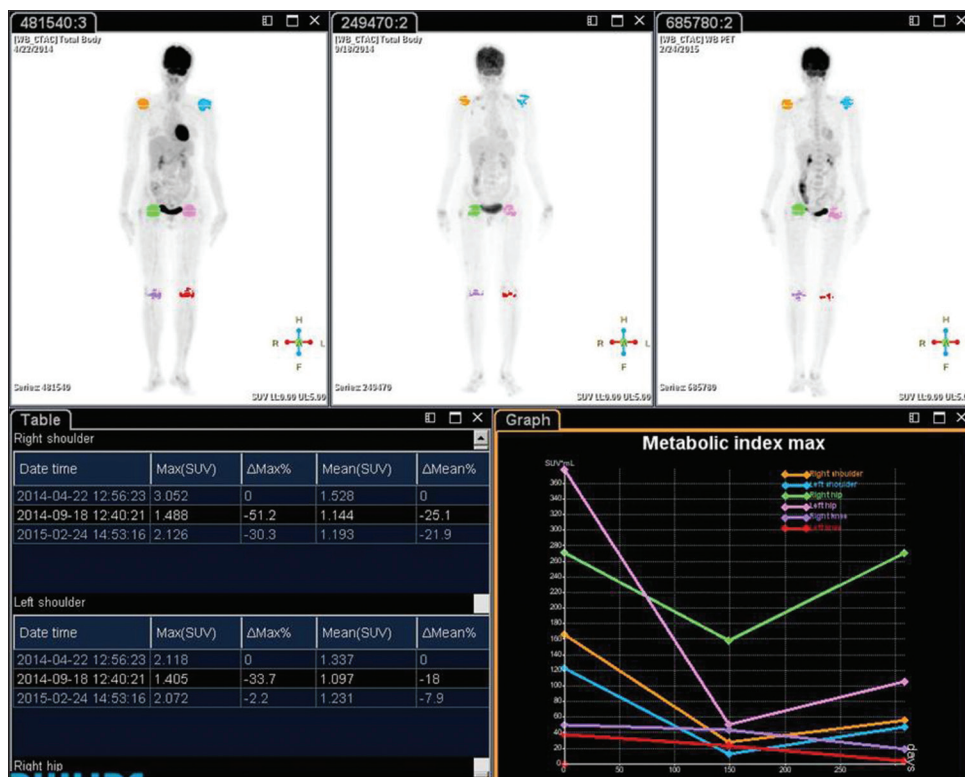 481540:3
[WB_CTAC] Total Body
4/22/2014
H
R L
F
Series: 481540
SUV LL:0.00 UL:5.00
249470:2
[WB_CTAC] Total Body
9/18/2014
H
R L
F
Series: 249470
SUV LL:0.00 UL:5.00
685780:2
[WB_CTAC] WB PET
2/24/2015
H
R L
F
Series: 685780
SUV LL:0.00 UL:5.00
Table
Right shoulder
Date time Max(SUV) ΔMax% Mean(SUV) ΔMean%
2014-04-22 12:56:23 3.052 0 1.528 0
2014-09-18 12:40:21 1.488 -51.2 1.144 -25.1
2015-02-24 14:53:16 2.126 -30.3 1.193 -21.9
Left shoulder
Date time Max(SUV) ΔMax% Mean(SUV) ΔMean%
2014-04-22 12:56:23 2.118 0 1.337 0
2014-09-18 12:40:21 1.405 -33.7 1.097 -18
2015-02-24 14:53:16 2.072 -2.2 1.231 -7.9
Right hip
PHILIPS
Graph
Metabolic index max
SUV*mL
Right shoulder
Left shoulder
Right hip
Left hip
Right knee
Left knee
360
340
320
300
280
260
240
220
200
180
160
140
120
100
80
60
40
20
0
0 50 100 150 200 250
days